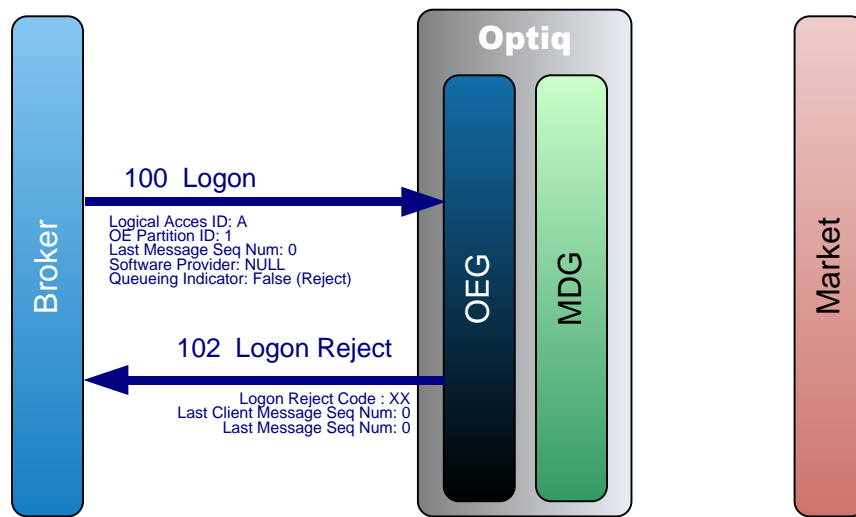 Optiq
Broker
100 Logon
Logical Acces ID: A
OE Partition ID: 1
Last Message Seq Num: 0
Software Provider: NULL
Queueing Indicator: False (Reject)
102 Logon Reject
Logon Reject Code : XX
Last Client Message Seq Num: 0
Last Message Seq Num: 0
OEG
MDG
Market